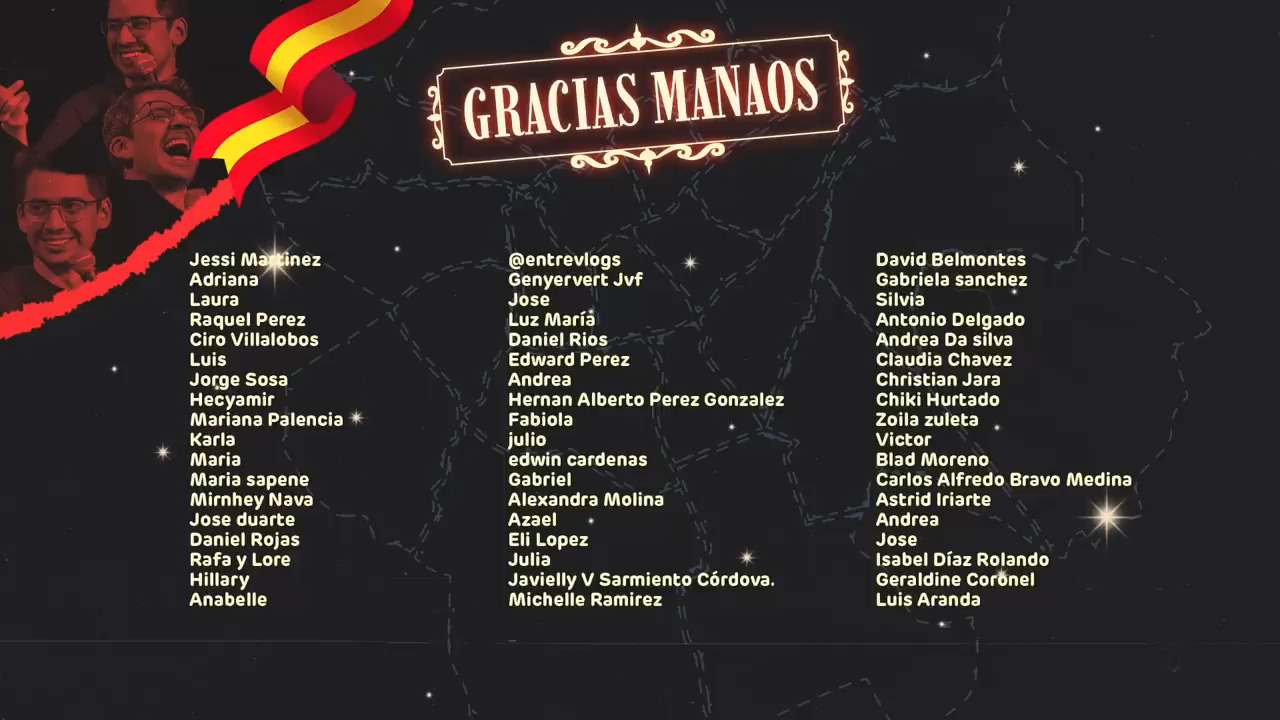 GRACIAS MANAOS
Jessi Martinez
Adriana
Laura
Raquel Perez
Ciro Villalobos
Luis
Jorge Sosa
Hecyamir
Mariana Palencia
Karla
Maria
Maria sapene
Mirnhey Nava
Jose duarte
Daniel Rojas
Rafa y Lore
Hillary
Anabelle
@entrevlogs
Genyervert Jvf
Jose
Luz María
Daniel Rios
Edward Perez
Andrea
Hernan Alberto Perez Gonzalez
Fabiola
julio
edwin cardenas
Gabriel
Alexandra Molina
Azael
Eli Lopez
Julia
Javielly V Sarmiento Córdova.
Michelle Ramirez
David Belmontes
Gabriela sanchez
Silvia
Antonio Delgado
Andrea Da silva
Claudia Chavez
Christian Jara
Chiki Hurtado
Zoila zuleta
Victor
Blad Moreno
Carlos Alfredo Bravo Medina
Astrid Iriarte
Andrea
Jose
Isabel Díaz Rolando
Geraldine Coronel
Luis Aranda